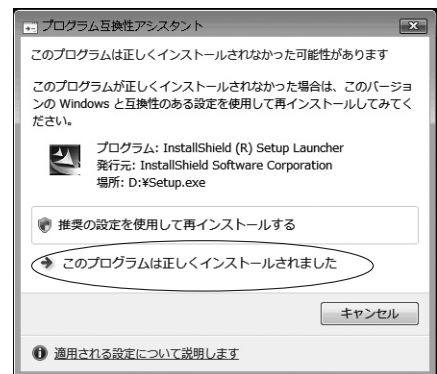 プログラム互換性アシスタント
このプログラムは正しくインストールされなかった可能性があります
このプログラムが正しくインストールされなかった場合は、このバージョ
ンの Windows と互換性のある設定を使用して再インストールしてみてく
ださい。
プログラム: InstallShield (R) Setup Launcher
発行元: InstallShield Software Corporation
場所: D:¥Setup.exe
推奨の設定を使用して再インストールする
このプログラムは正しくインストールされました
キャンセル
適用される設定について説明します